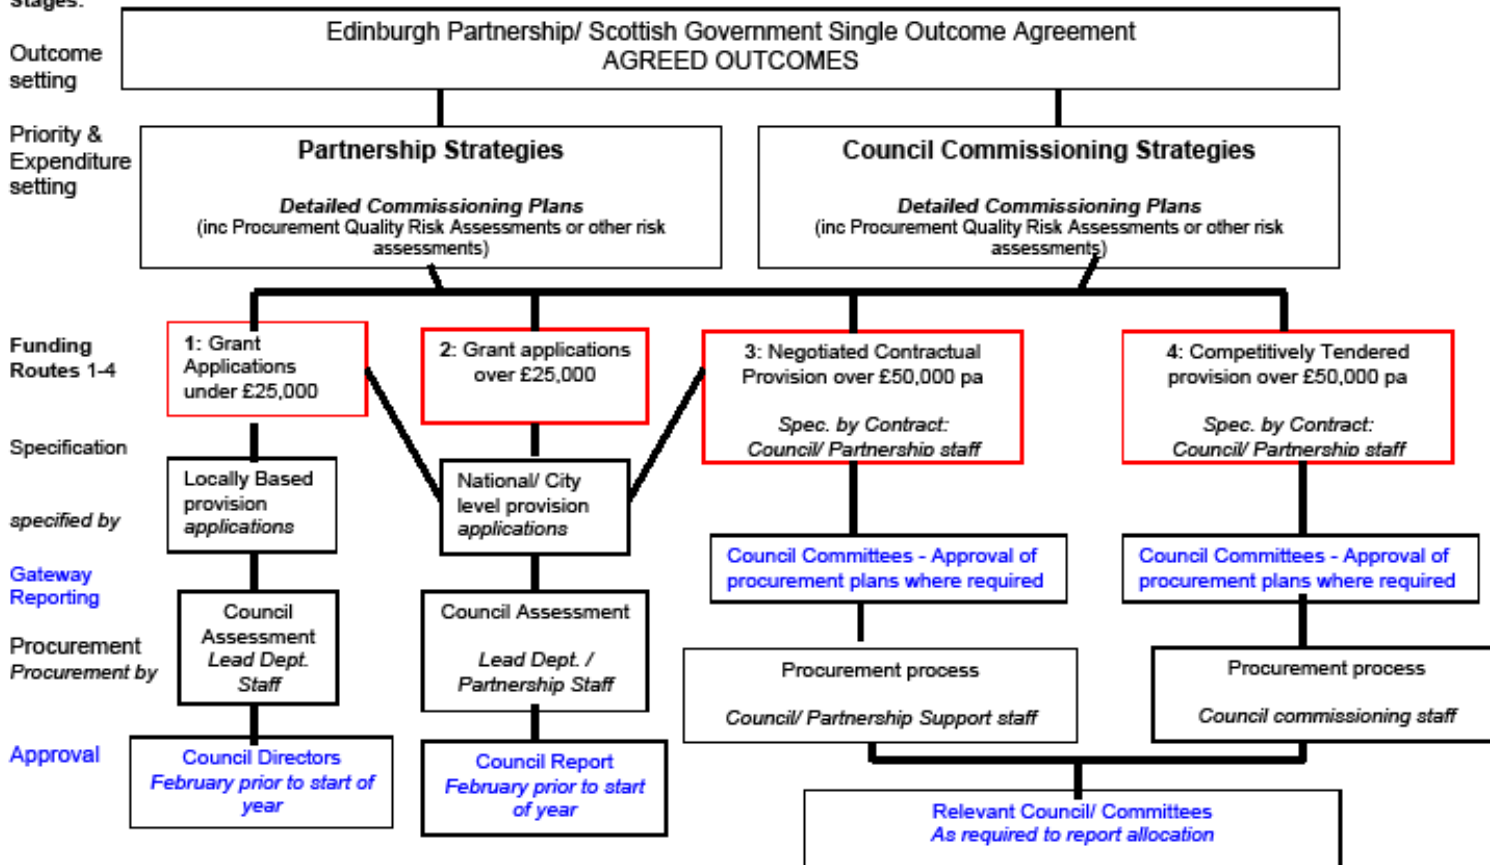 Stages:
Edinburgh Partnership/ Scottish Government Single Outcome Agreement
AGREED OUTCOMES
Outcome
setting
Priority &
Expenditure
setting
Partnership Strategies
Detailed Commissioning Plans
(inc Procurement Quality Risk Assessments or other risk
assessments)
Council Commissioning Strategies
Detailed Commissioning Plans
(inc Procurement Quality Risk Assessments or other risk
assessments)
Funding
Routes 1-4
1: Grant
Applications
under £25,000
2: Grant applications
over £25,000
3: Negotiated Contractual
Provision over £50,000 pa
Spec. by Contract:
Council/ Partnership staff
4: Competitively Tendered
provision over £50,000 pa
Spec. by Contract:
Council/ Partnership staff
Specification
specified by
Locally Based
provision
applications
National/ City
level provision
applications
Gateway
Reporting
Council Committees - Approval of
procurement plans where required
Council Committees - Approval of
procurement plans where required
Procurement
Procurement by
Council
Assessment
Lead Dept.
Staff
Council Assessment
Lead Dept. /
Partnership Staff
Procurement process
Council/ Partnership Support staff
Procurement process
Council commissioning staff
Approval
Council Directors
February prior to start of
year
Council Report
February prior to start
of year
Relevant Council/ Committees
As required to report allocation